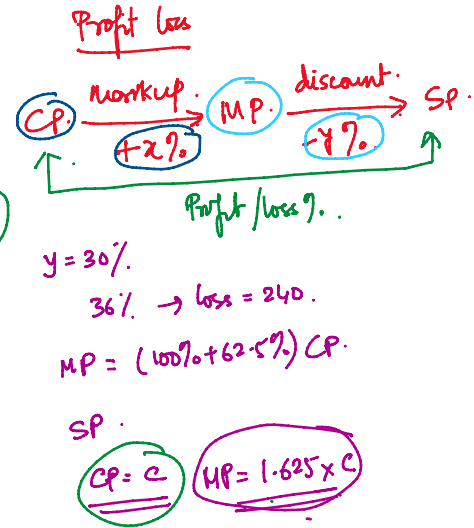 Profit loss
CP markup. MP. discount. SP.
+x% -y%
Profit/loss%.
y = 30%
36% → loss = 240.
MP = (100%+62.5%) CP.
SP.
CP = C MP = 1.625 x C